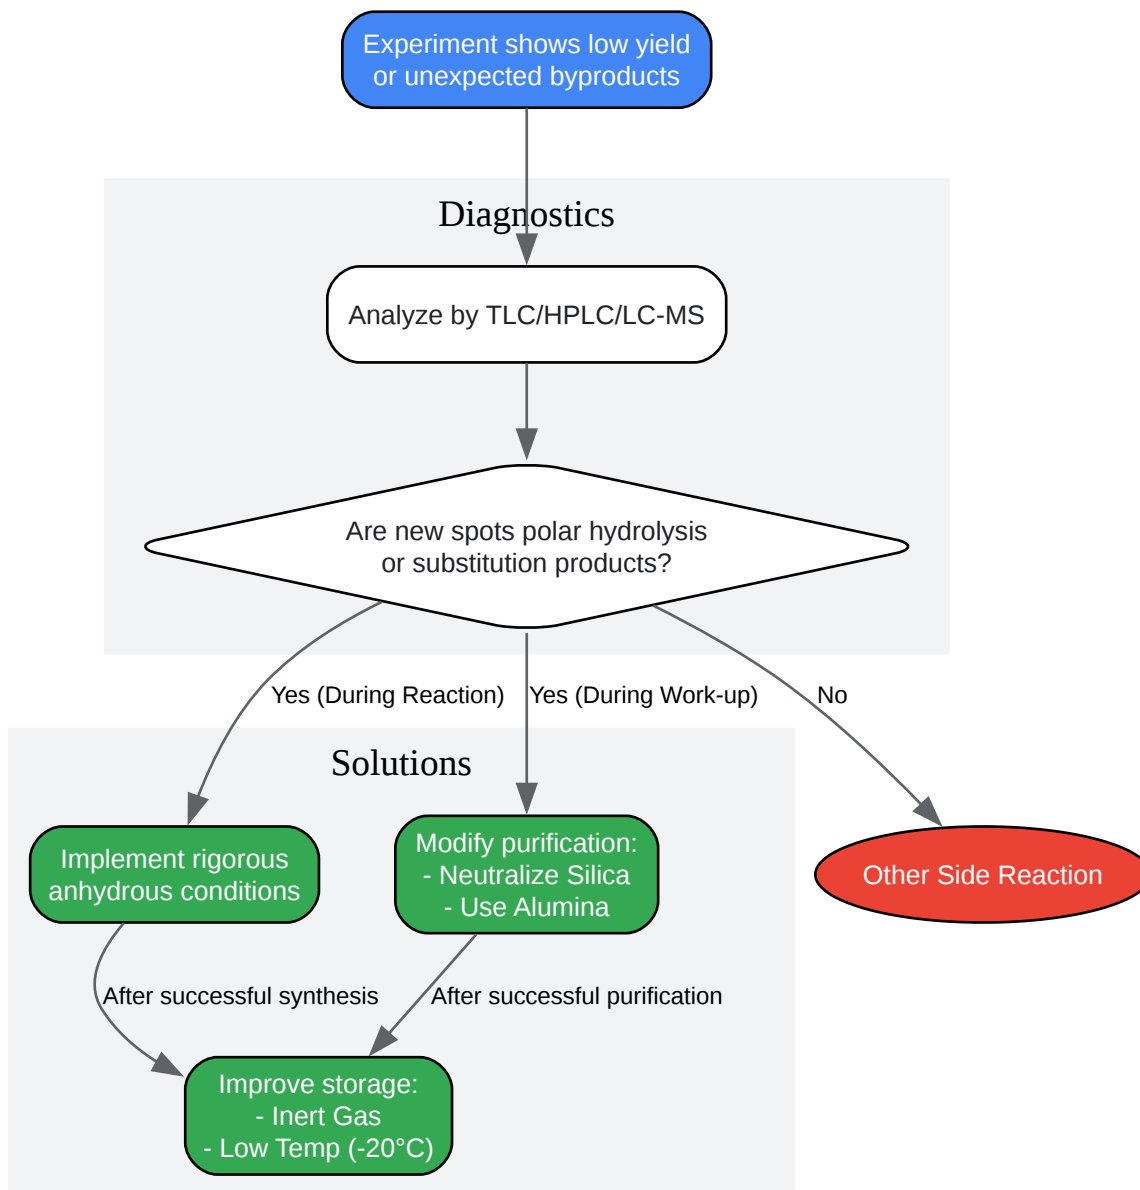 Experiment shows low yield
or unexpected byproducts
Diagnostics
Analyze by TLC/HPLC/LC-MS
Are new spots polar hydrolysis
or substitution products?
Yes (During Reaction)
Yes (During Work-up)
No
Solutions
Implement rigorous
anhydrous conditions
Modify purification:
- Neutralize Silica
- Use Alumina
Other Side Reaction
After successful synthesis
After successful purification
Improve storage:
- Inert Gas
- Low Temp (-20°C)